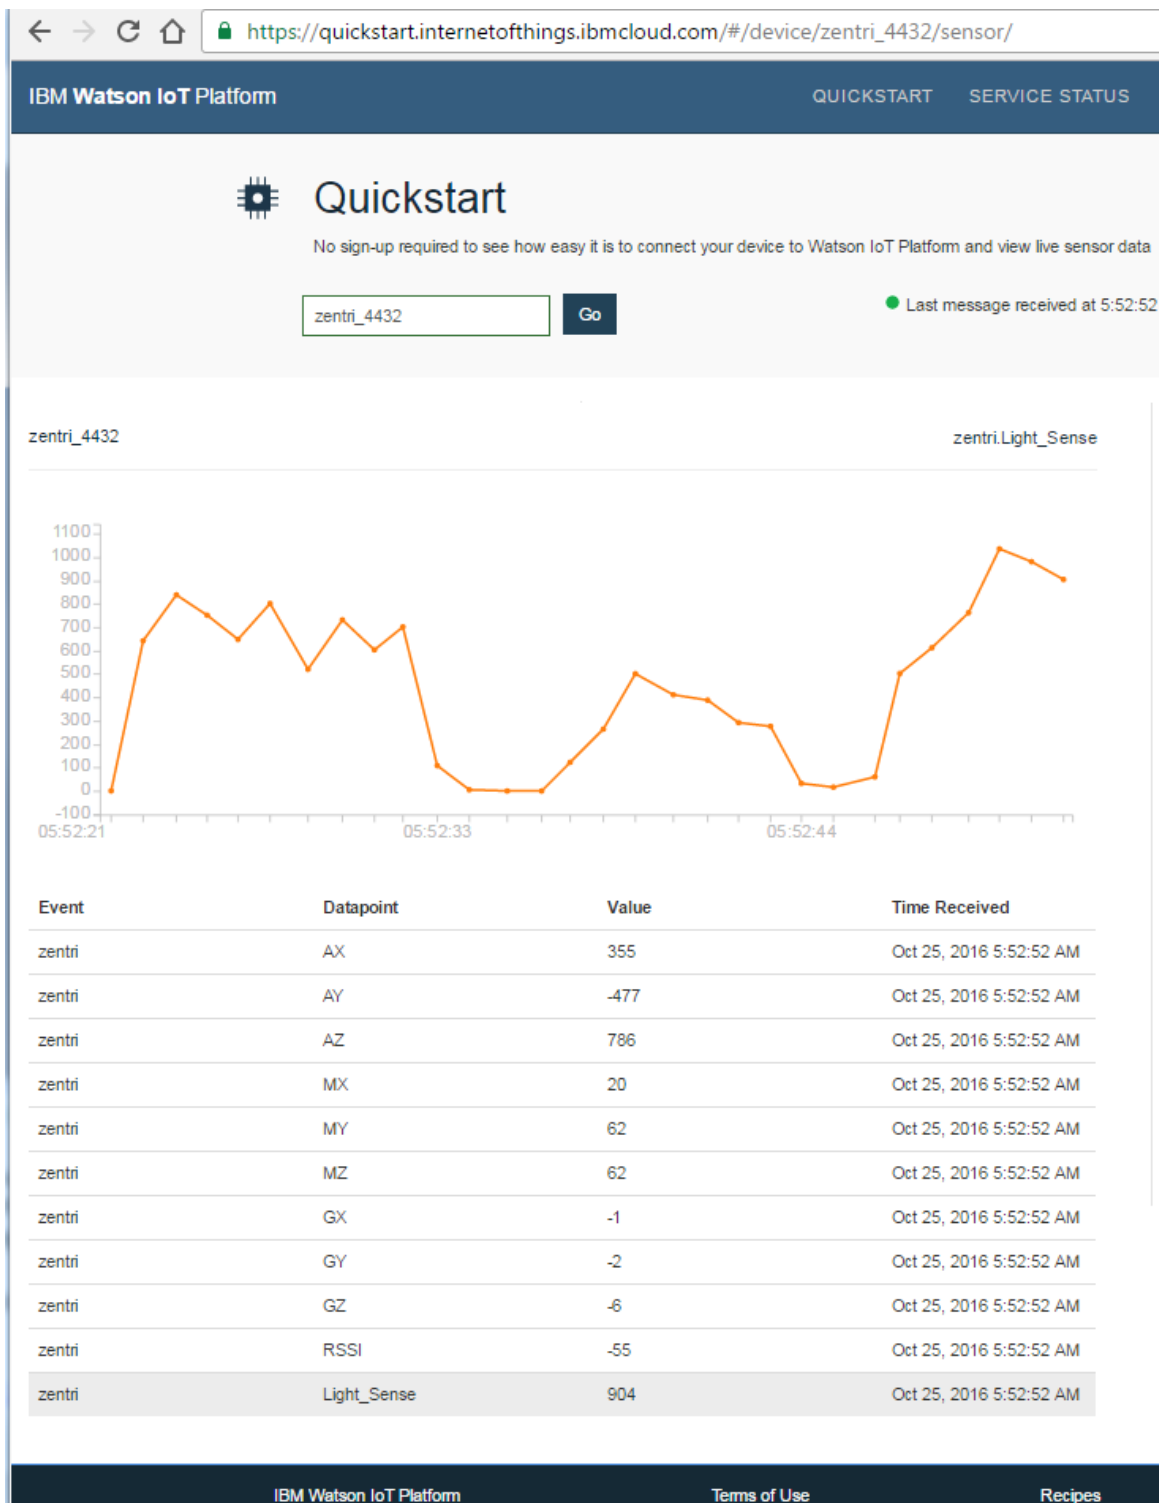 https://quickstart.internetofthings.ibmcloud.com/#/device/zentri_4432/sensor/
IBM Watson IoT Platform QUICKSTART SERVICE STATUS
Quickstart
No sign-up required to see how easy it is to connect your device to Watson IoT Platform and view live sensor data
zentri_4432 Go Last message received at 5:52:52
zentri_4432 zentri.Light_Sense
1100
1000
900
800
700
600
500
400
300
200
100
0
-100
05:52:21 05:52:33 05:52:44
Event Datapoint Value Time Received
zentri AX 355 Oct 25, 2016 5:52:52 AM
zentri AY -477 Oct 25, 2016 5:52:52 AM
zentri AZ 786 Oct 25, 2016 5:52:52 AM
zentri MX 20 Oct 25, 2016 5:52:52 AM
zentri MY 62 Oct 25, 2016 5:52:52 AM
zentri MZ 62 Oct 25, 2016 5:52:52 AM
zentri GX -1 Oct 25, 2016 5:52:52 AM
zentri GY -2 Oct 25, 2016 5:52:52 AM
zentri GZ -6 Oct 25, 2016 5:52:52 AM
zentri RSSI -55 Oct 25, 2016 5:52:52 AM
zentri Light_Sense 904 Oct 25, 2016 5:52:52 AM
IBM Watson IoT Platform Terms of Use Recipes